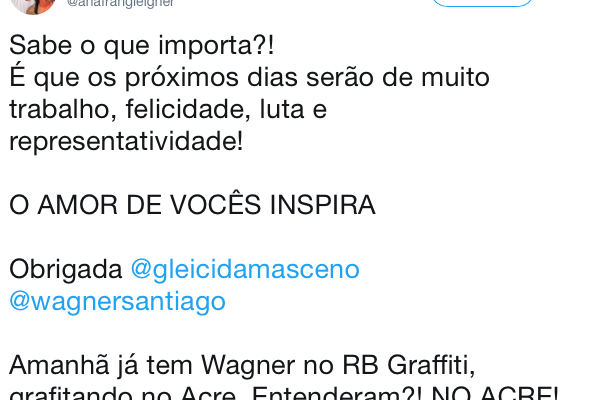 @anafrangleigher
Sabe o que importa?!
É que os próximos dias serão de muito
trabalho, felicidade, luta e
representatividade!
O AMOR DE VOCÊS INSPIRA
Obrigada @gleicidamasceno
@wagnersantiago
Amanhã já tem Wagner no RB Graffiti,
grafitando no Acre. Entenderam?! NO ACRE!